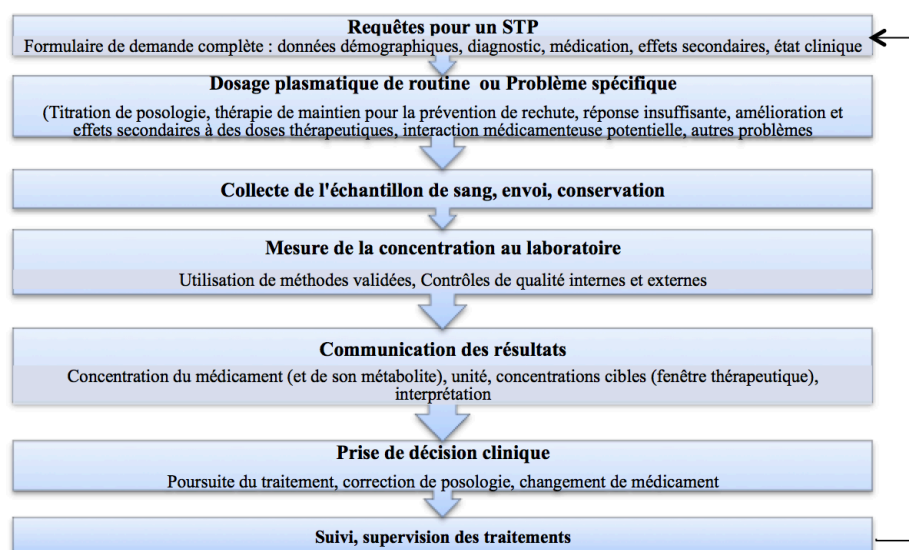 Requêtes pour un STP
Formulaire de demande complète : données démographiques, diagnostic, médication, effets secondaires, état clinique
Dosage plasmatique de routine ou Problème spécifique
(Titration de posologie, thérapie de maintien pour la prévention de rechute, réponse insuffisante, amélioration et
effets secondaires à des doses thérapeutiques, interaction médicamenteuse potentielle, autres problèmes
Collecte de l'échantillon de sang, envoi, conservation
Mesure de la concentration au laboratoire
Utilisation de méthodes validées, Contrôles de qualité internes et externes
Communication des résultats
Concentration du médicament (et de son métabolite), unité, concentrations cibles (fenêtre thérapeutique),
interprétation
Prise de décision clinique
Poursuite du traitement, correction de posologie, changement de médicament
Suivi, supervision des traitements